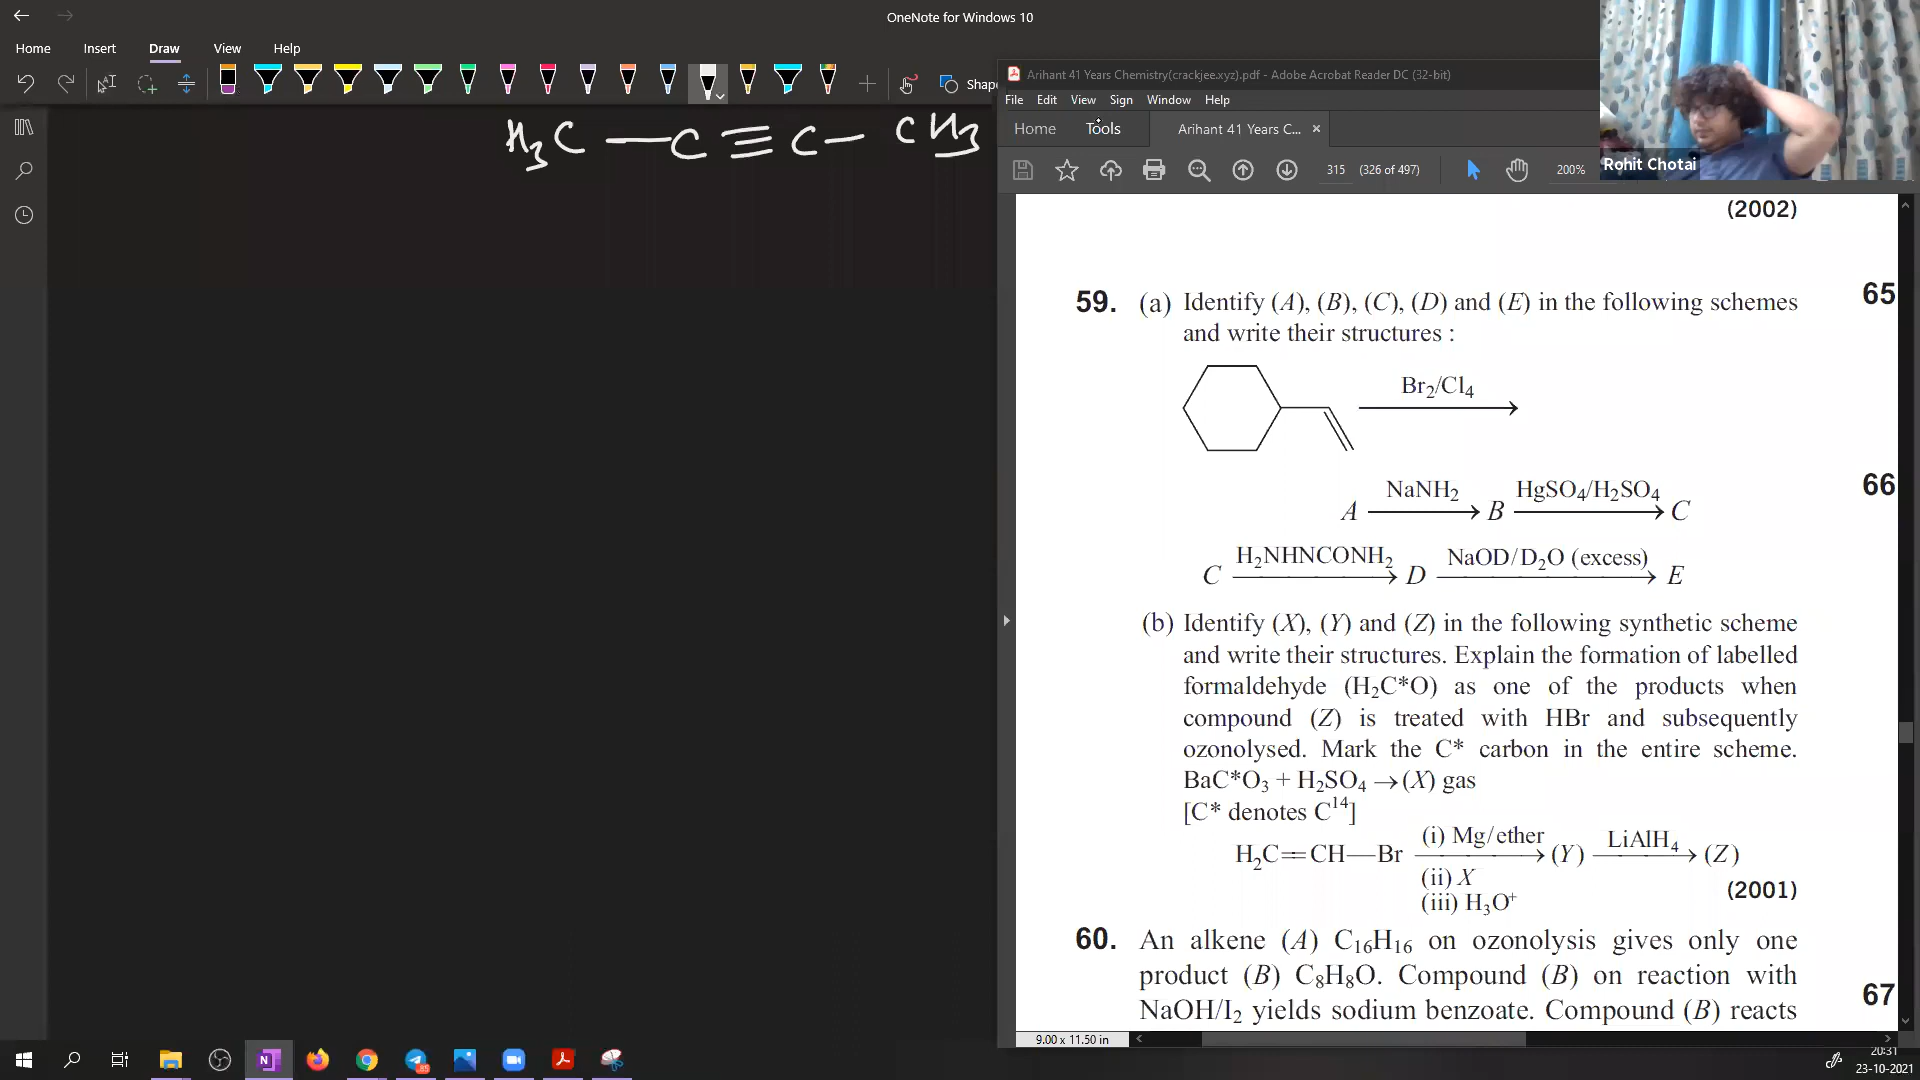 OneNote for Windows 10
Home Insert Draw View Help
Shap
H₃C — C ≡ C — CH₃
Arihant 41 Years Chemistry(crackjee.xyz).pdf - Adobe Acrobat Reader DC (32-bit)
File Edit View Sign Window Help
Home Tools Arihant 41 Years C... ×
315 (326 of 497) 200%
Rohit Chotai
(2002)
59. (a) Identify (A), (B), (C), (D) and (E) in the following schemes
and write their structures :
Br₂/Cl₄
A NaNH₂ → B HgSO₄/H₂SO₄ → C
C H₂NHNCONH₂ → D NaOD/D₂O (excess) → E
(b) Identify (X), (Y) and (Z) in the following synthetic scheme
and write their structures. Explain the formation of labelled
formaldehyde (H₂C*O) as one of the products when
compound (Z) is treated with HBr and subsequently
ozonolysed. Mark the C* carbon in the entire scheme.
BaC*O₃ + H₂SO₄ → (X) gas
[C* denotes C¹⁴]
H₂C=CH—Br (i) Mg/ether (ii) X (iii) H₃O⁺ → (Y) LiAlH₄ → (Z)
(2001)
60. An alkene (A) C₁₆H₁₆ on ozonolysis gives only one
product (B) C₈H₈O. Compound (B) on reaction with
NaOH/I₂ yields sodium benzoate. Compound (B) reacts
65
66
67
9.00 x 11.50 in
20:31
23-10-2021